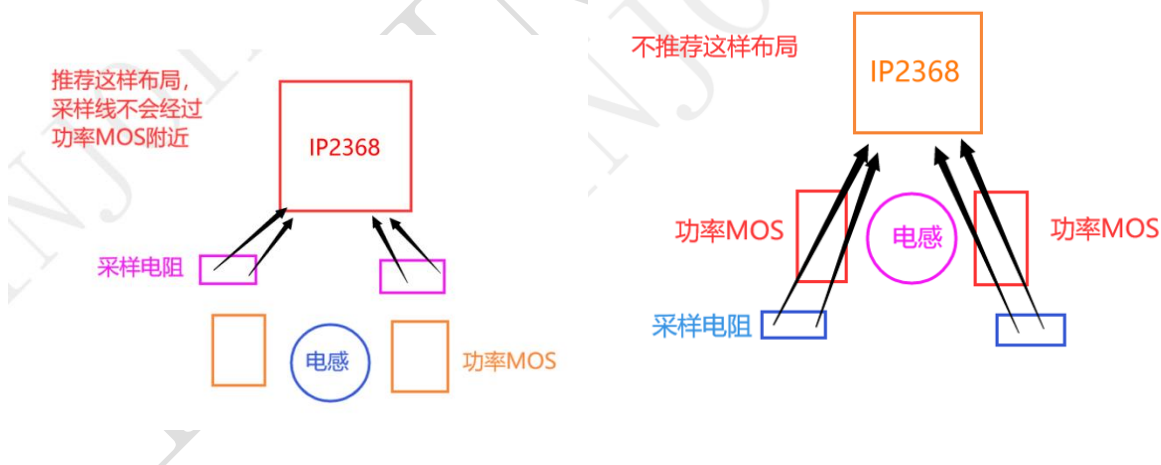 推荐这样布局,
采样线不会经过
功率MOS附近
IP2368
采样电阻
电感
功率MOS
不推荐这样布局
IP2368
功率MOS
电感
功率MOS
采样电阻